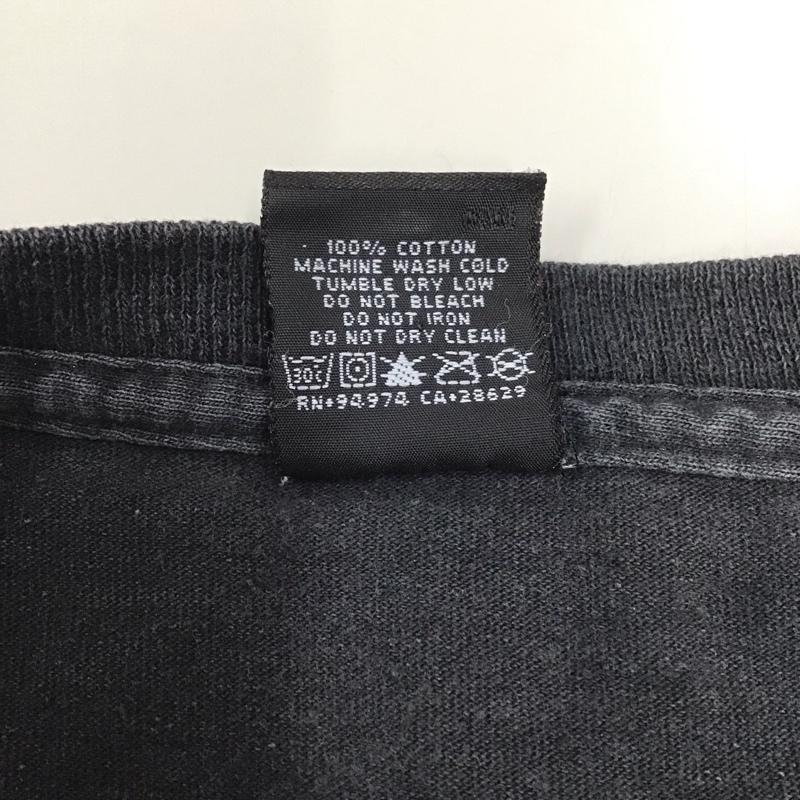 100% COTTON
MACHINE WASH COLD
TUMBLE DRY LOW
DO NOT BLEACH
DO NOT IRON
DO NOT DRY CLEAN
30C
RN♦94974 CA♦28629